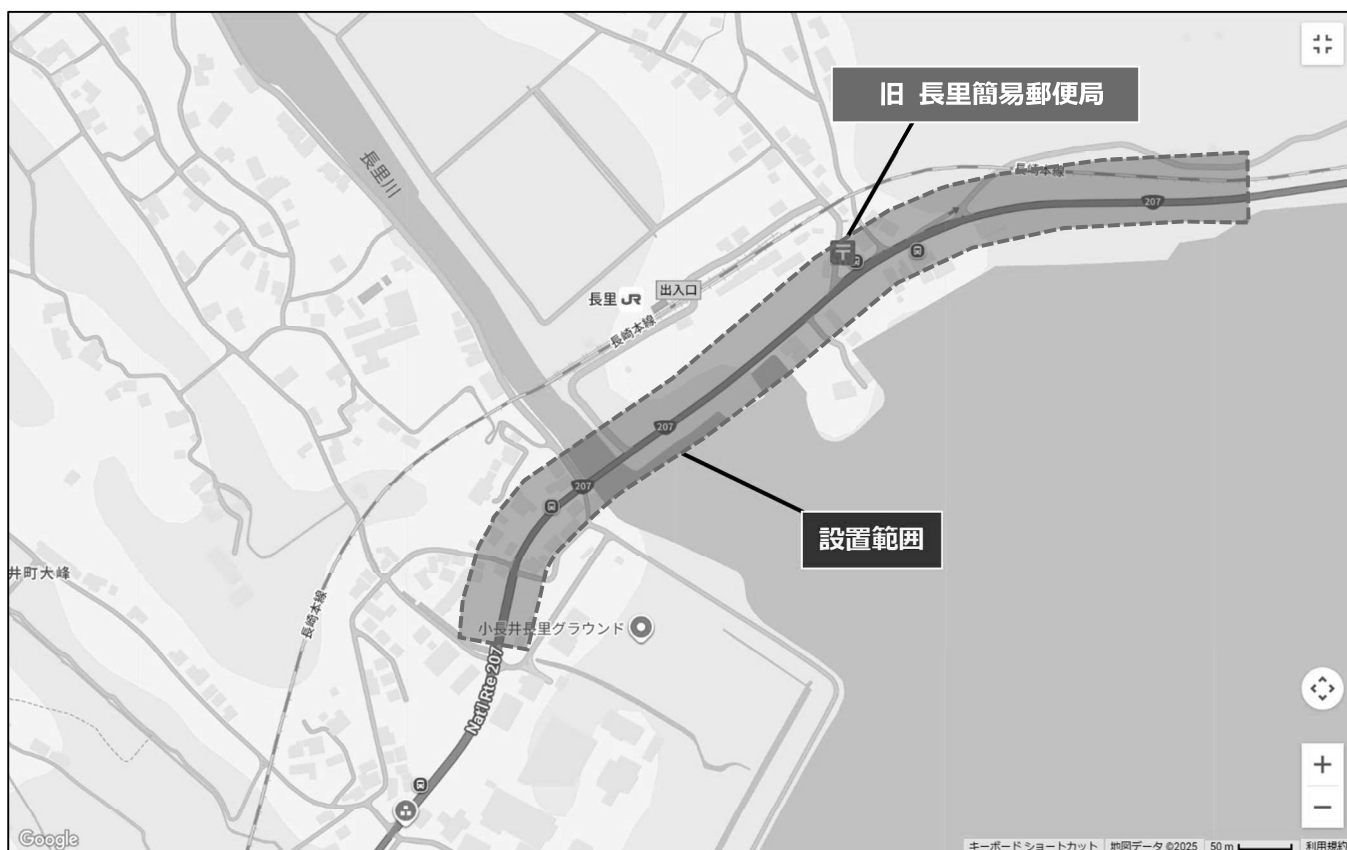 旧 長里簡易郵便局
長里川
長崎本線
207
長里 JR
出入口
長崎本線
207
207
設置範囲
井町大峰
長崎本線
小長井長里グラウンド
Nat'l Rte 207
Google
キーボード ショートカット 地図データ ©2025 50 m 利用規約